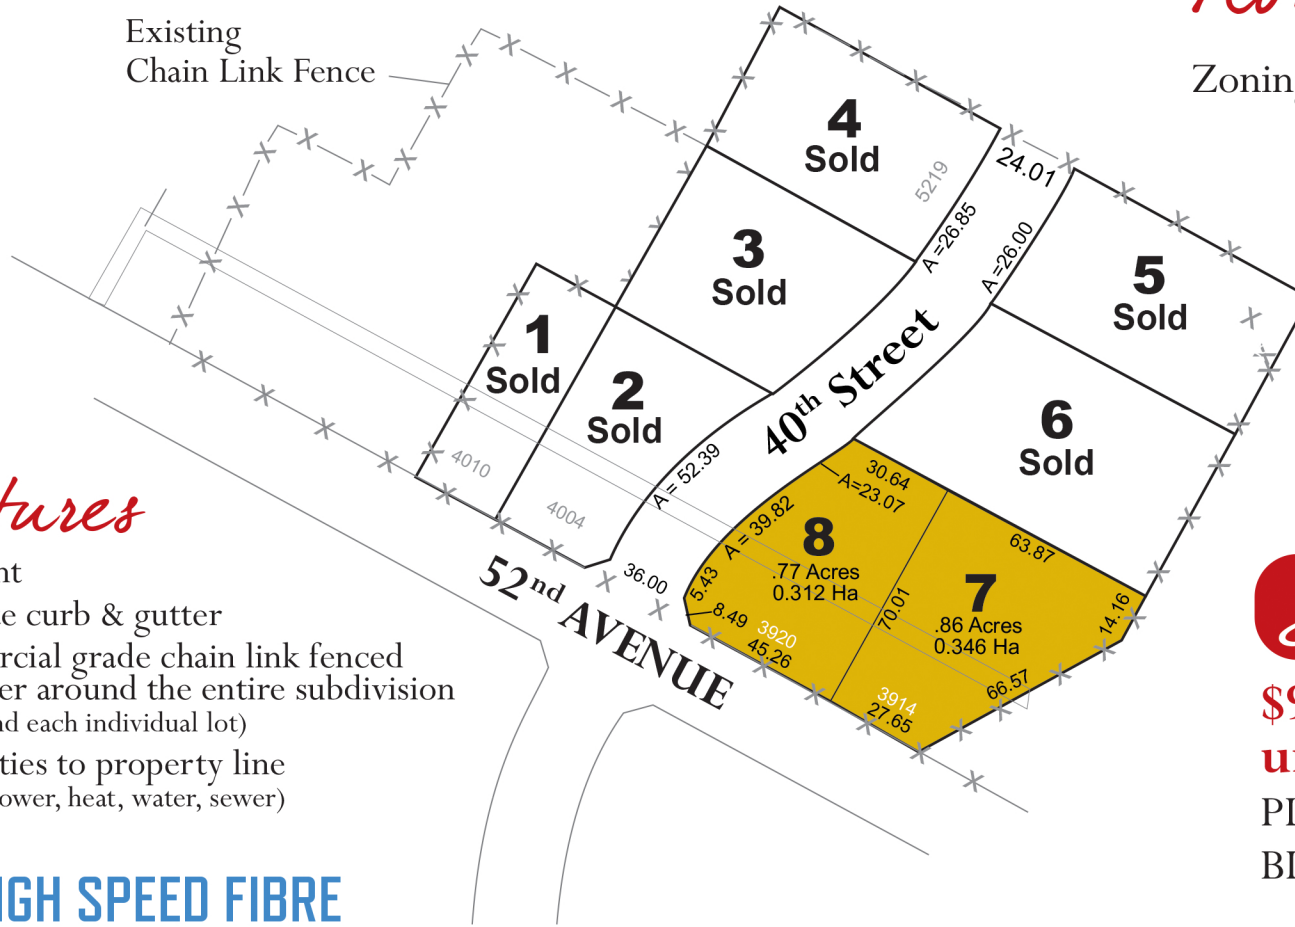 Existing
Chain Link Fence
Zoning
4
Sold
5219
24.01
A =26.85
A =26.00
3
Sold
5
Sold
1
Sold
2
Sold
40th Street
6
Sold
4010
4004
A = 52.39
30.64
A=23.07
A = 39.82
8
.77 Acres
0.312 Ha
63.87
7
.86 Acres
0.346 Ha
70.01
14.16
36.00
5.43
8.49
3920
45.26
66.57
3914
27.65
52nd AVENUE
tures
nt
e curb & gutter
rcial grade chain link fenced
er around the entire subdivision
nd each individual lot)
ties to property line
ower, heat, water, sewer)
IGH SPEED FIBRE
$9